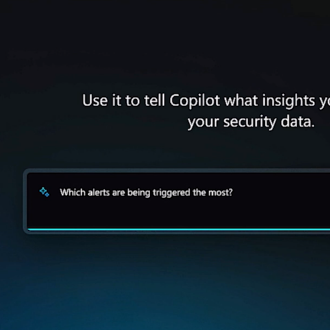 Use it to tell Copilot what insights
your security data.
Which alerts are being triggered the most?